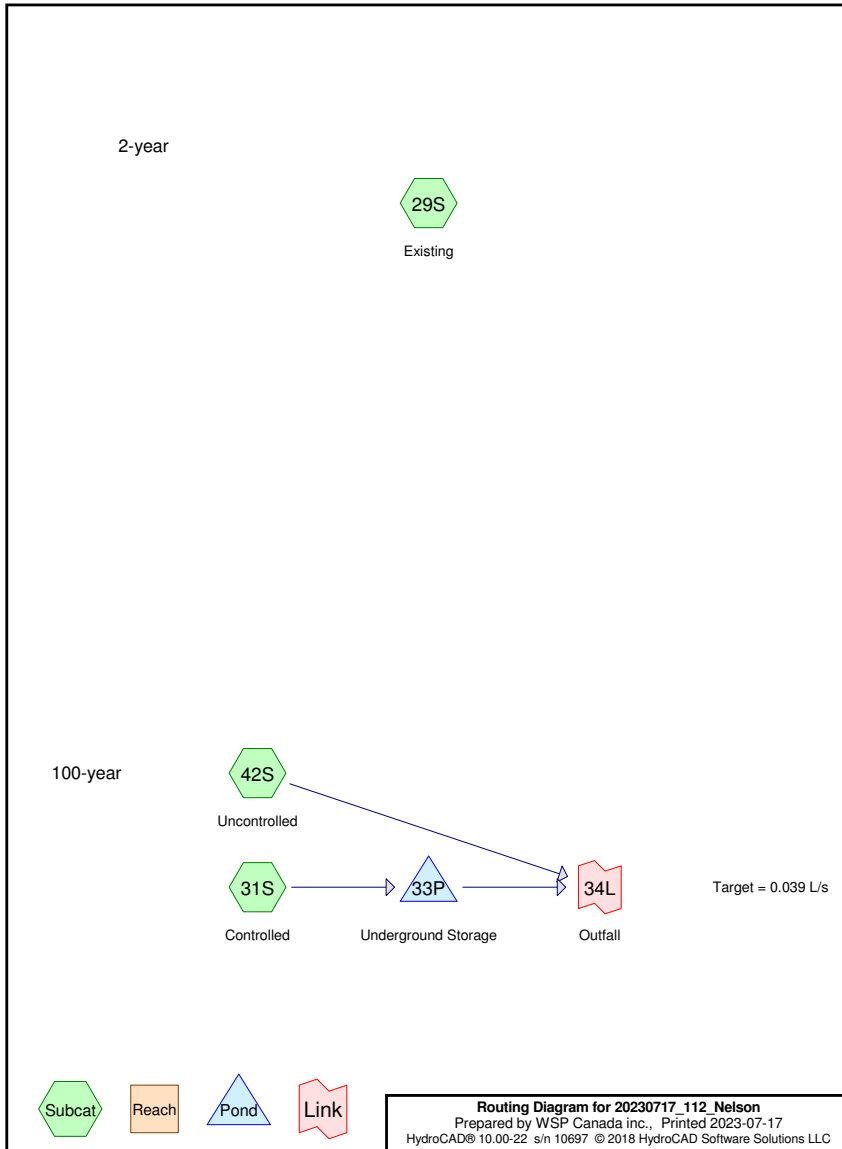 2-year
29S
Existing
100-year
42S
Uncontrolled
31S
33P
34L
Target = 0.039 L/s
Controlled
Underground Storage
Outfall
Subcat
Reach
Pond
Link
Routing Diagram for 20230717_112_Nelson
Prepared by WSP Canada inc., Printed 2023-07-17
HydroCAD® 10.00-22 s/n 10697 © 2018 HydroCAD Software Solutions LLC